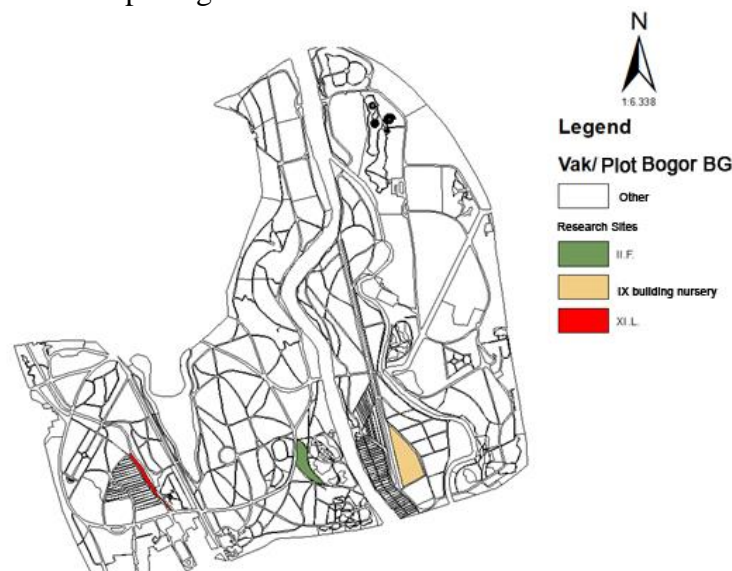 N
1:6.338
Legend
Vak/ Plot Bogor BG
Other
Research Sites
II.F.
IX building nursery
XI.L.